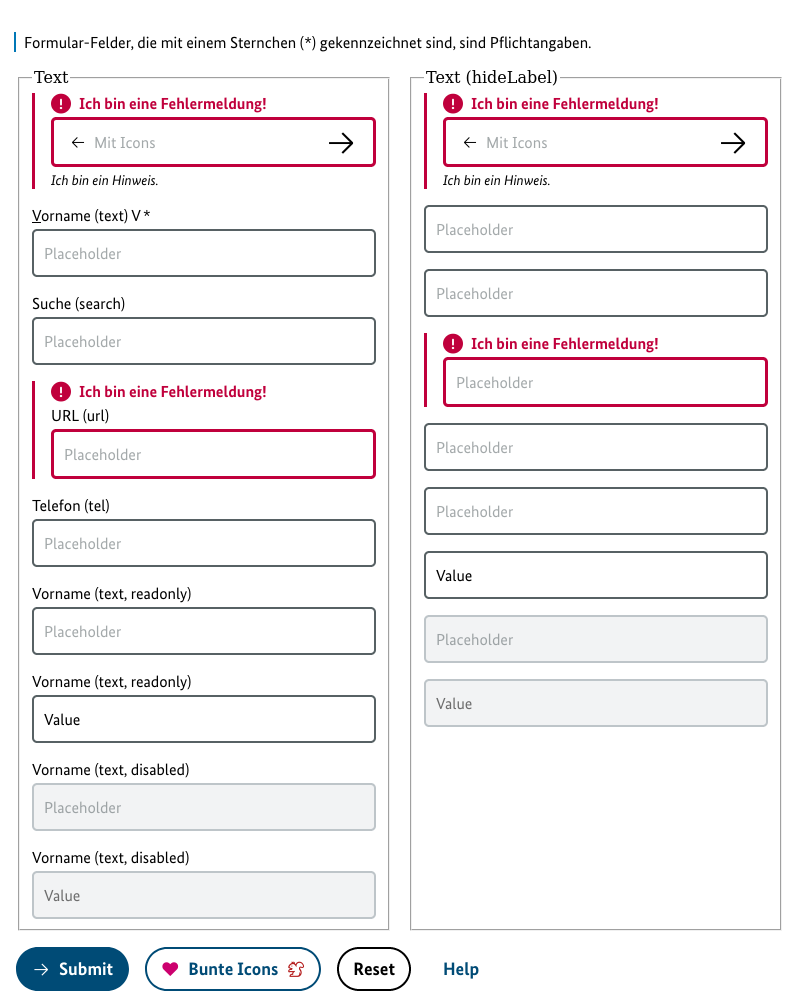 Formular-Felder, die mit einem Sternchen (*) gekennzeichnet sind, sind Pflichtangaben.
Text
Ich bin eine Fehlermeldung!
Mit Icons
Ich bin ein Hinweis.
Vorname (text) V *
Placeholder
Suche (search)
Placeholder
Ich bin eine Fehlermeldung!
URL (url)
Placeholder
Telefon (tel)
Placeholder
Vorname (text, readonly)
Placeholder
Vorname (text, readonly)
Value
Vorname (text, disabled)
Placeholder
Vorname (text, disabled)
Value
Text (hideLabel)
Ich bin eine Fehlermeldung!
Mit Icons
Ich bin ein Hinweis.
Placeholder
Placeholder
Ich bin eine Fehlermeldung!
Placeholder
Placeholder
Placeholder
Value
Placeholder
Value
Submit
Bunte Icons
Reset
Help